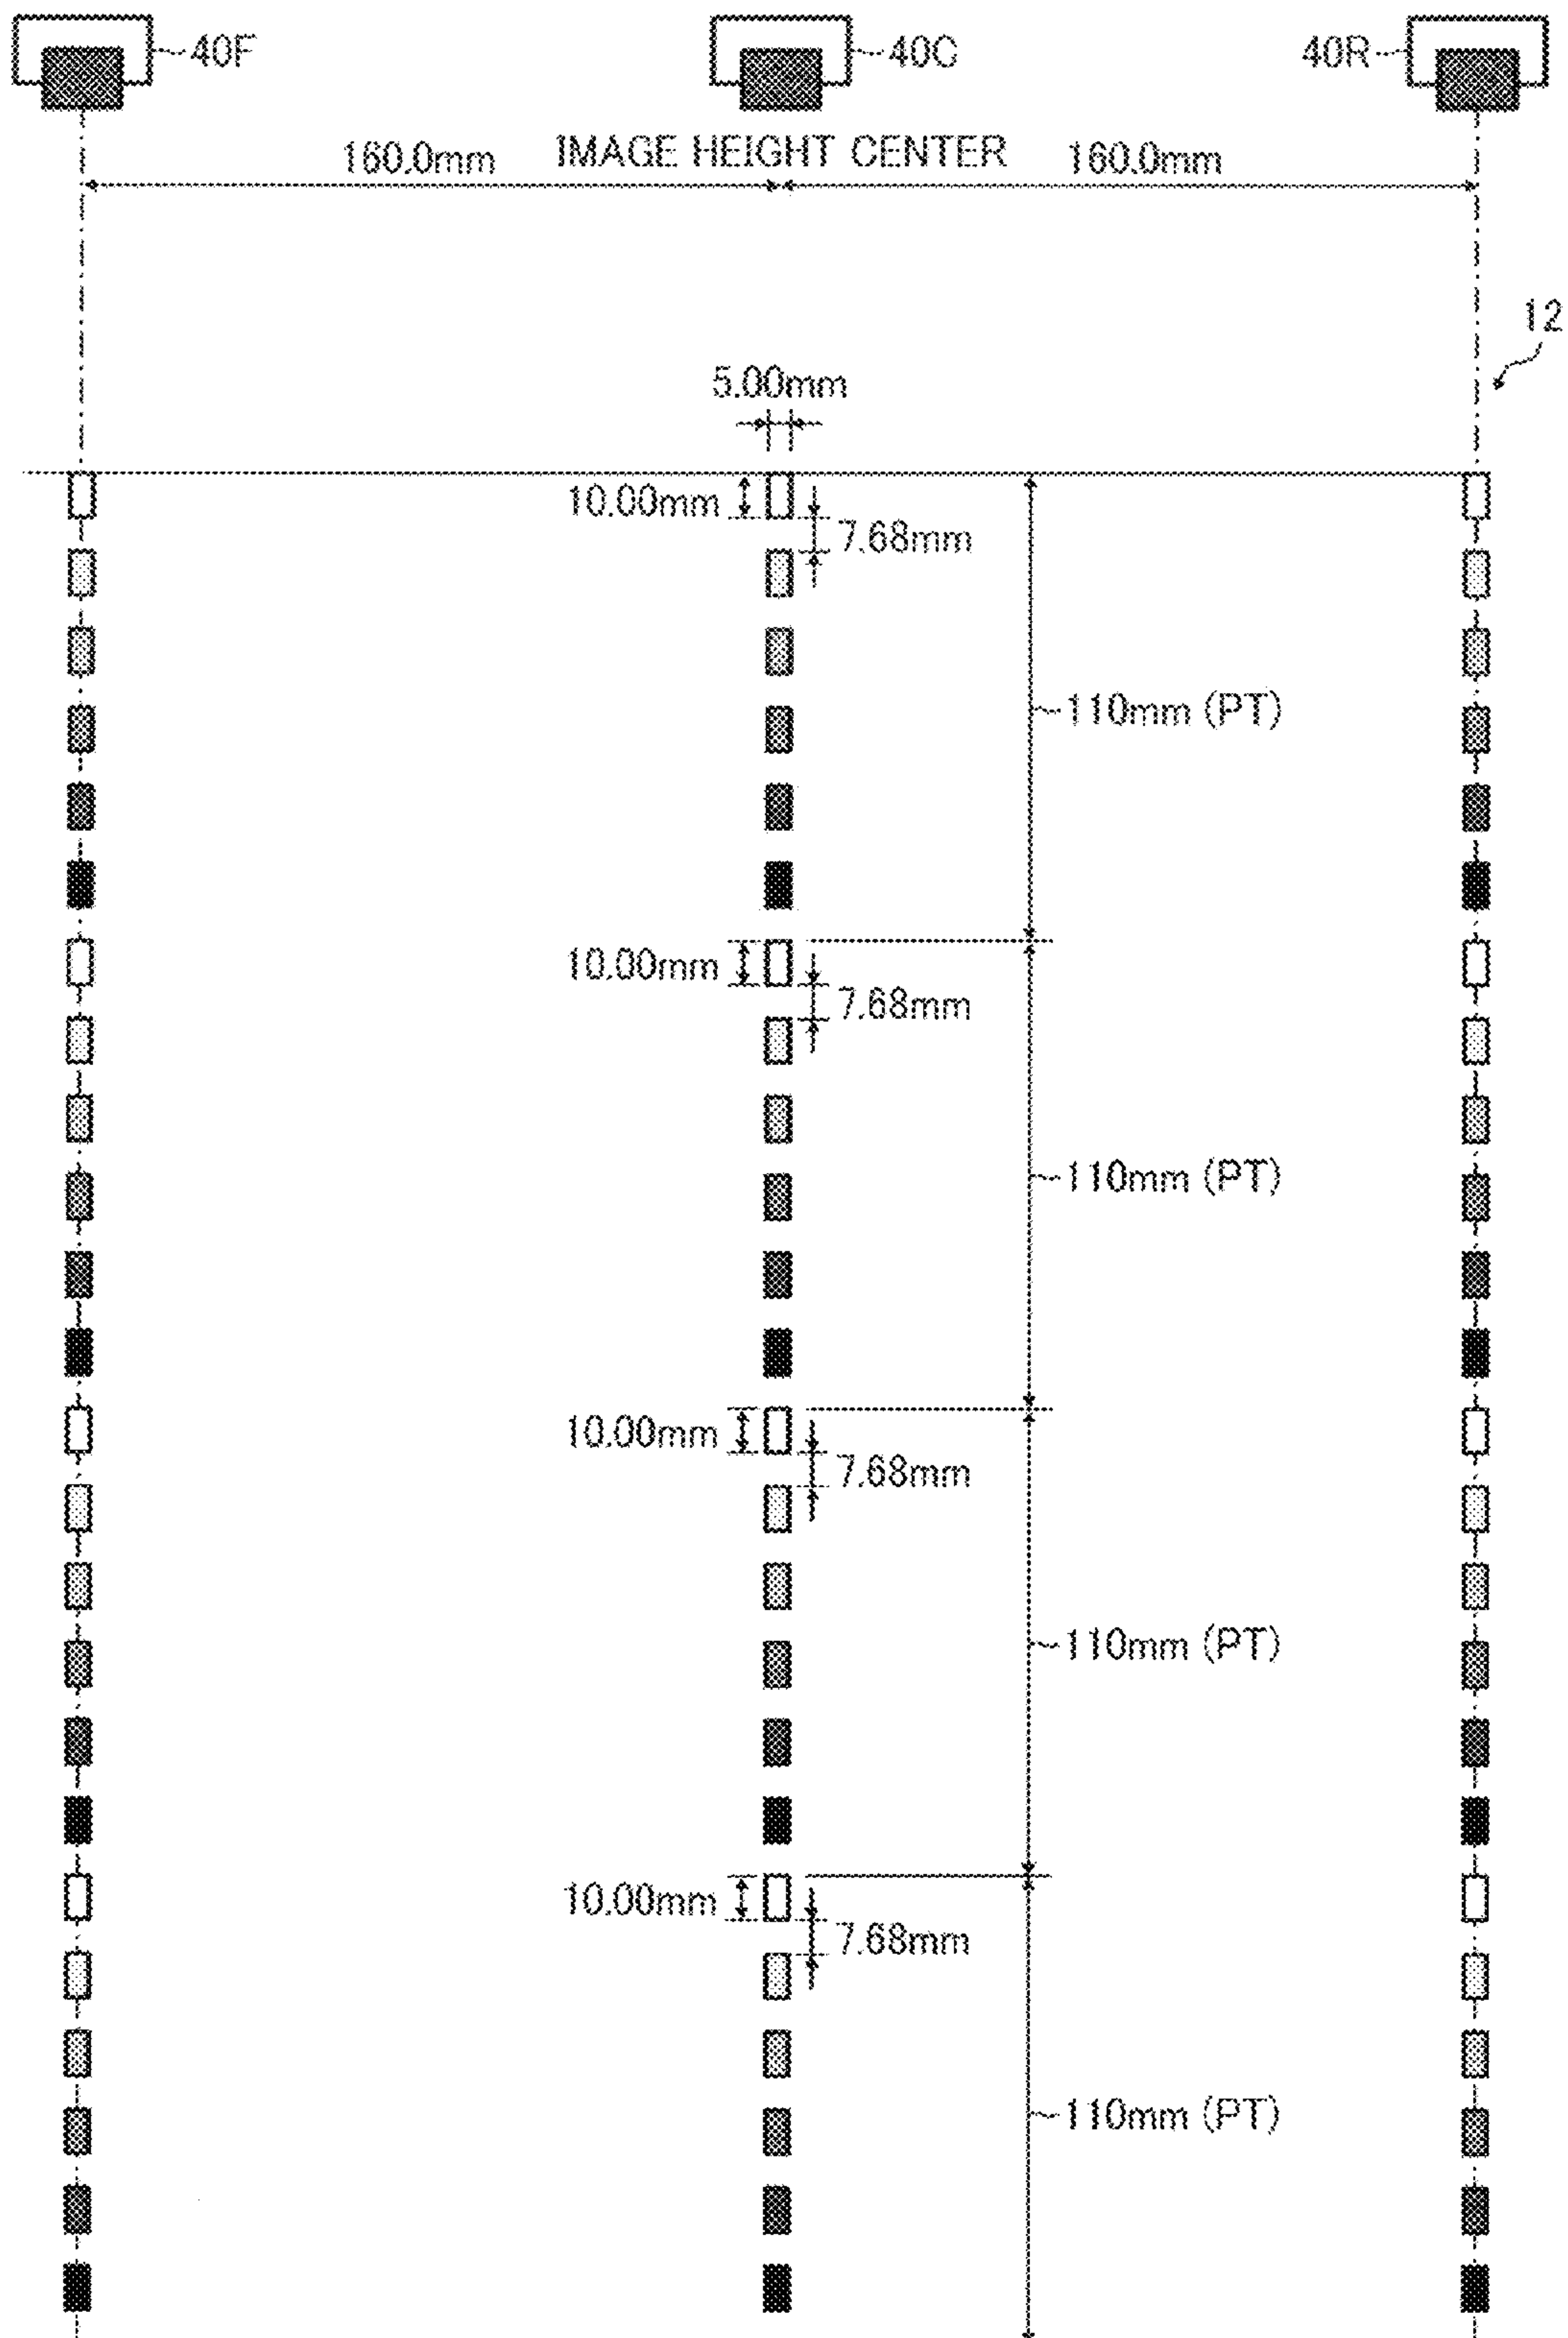 40F
40C
40R
160.0mm
IMAGE HEIGHT CENTER
160.0mm
12
5.00mm
10.00mm
7.68mm
110mm (PT)
10.00mm
7.68mm
110mm (PT)
10.00mm
7.68mm
110mm (PT)
10.00mm
7.68mm
110mm (PT)